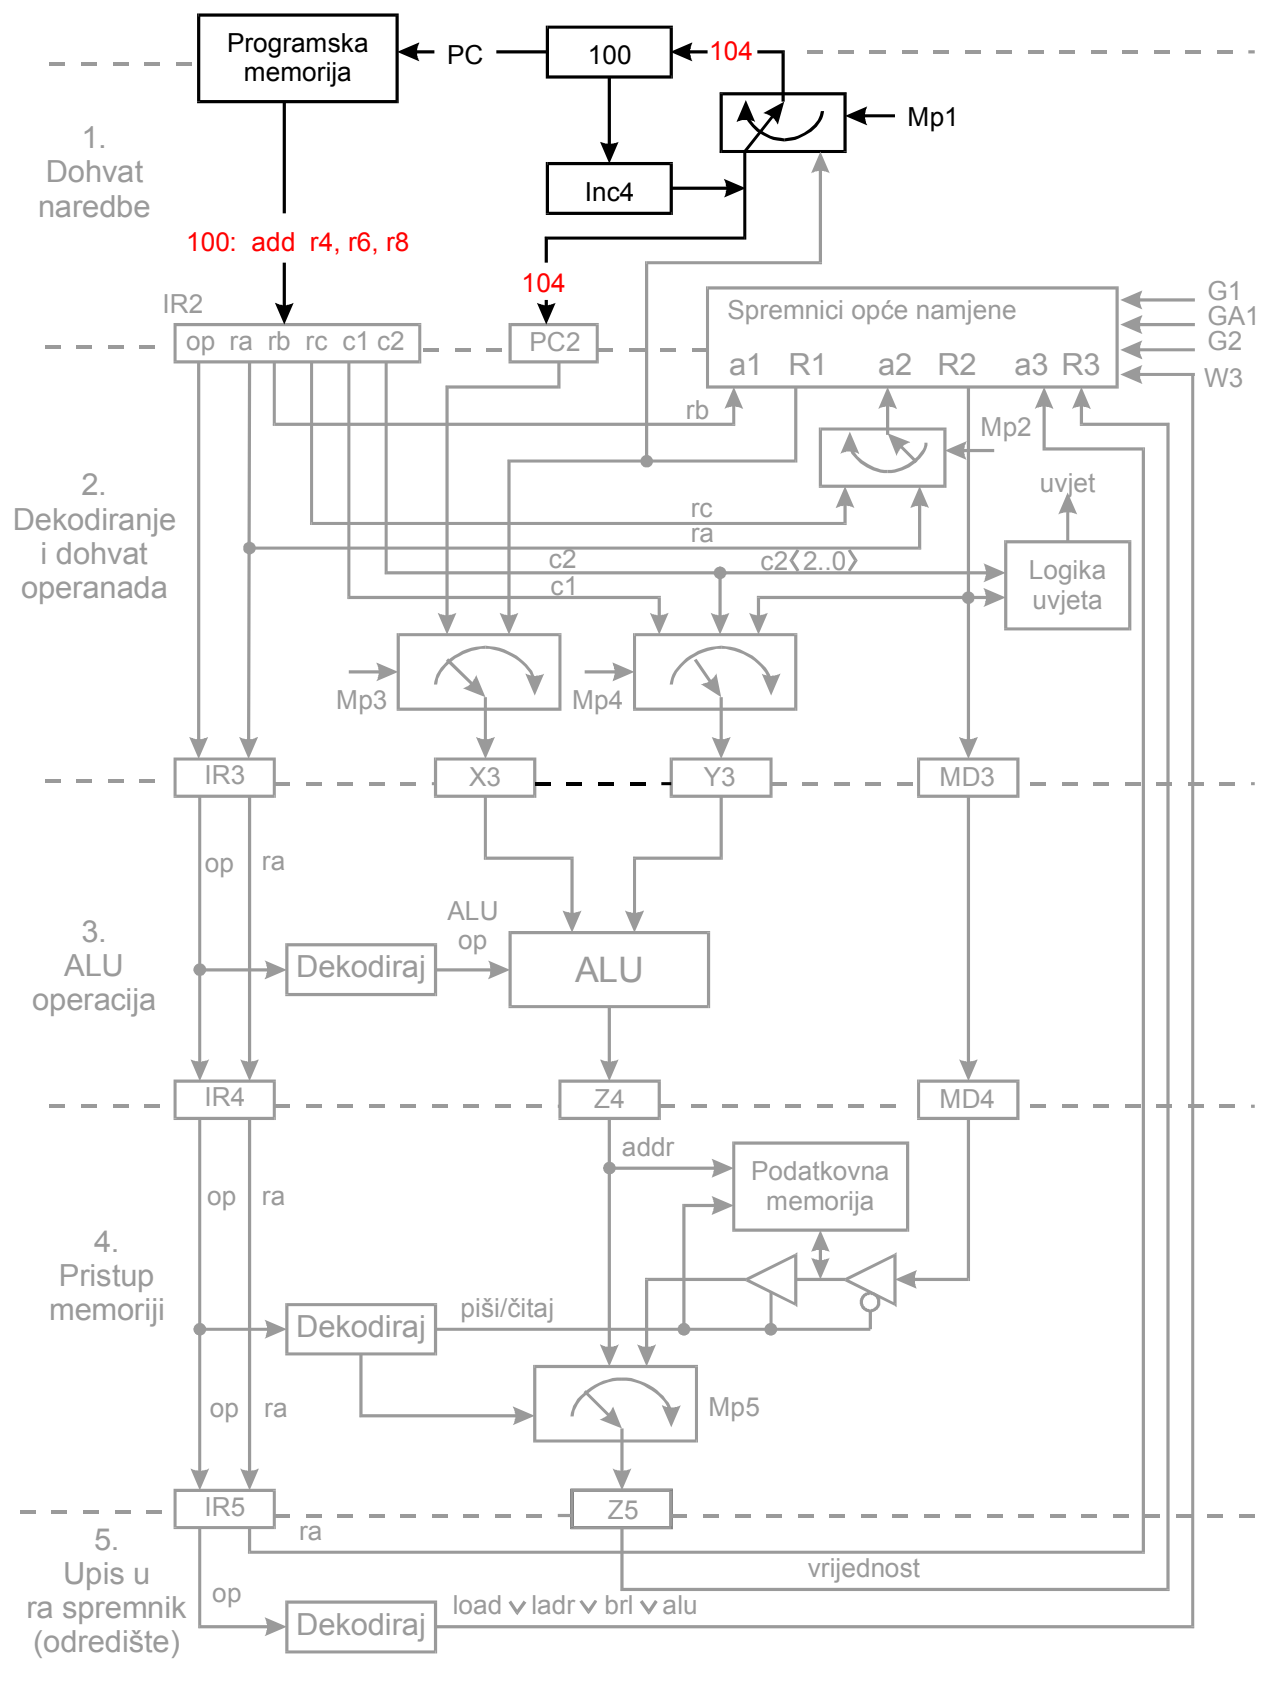 Programska
memorija
PC
100
104
Mp1
1.
Dohvat
naredbe
Inc4
100: add r4, r6, r8
104
IR2
op ra rb rc c1 c2
PC2
Spremnici opće namjene
a1 R1 a2 R2 a3 R3
G1
GA1
G2
W3
rb
Mp2
2.
Dekodiranje
i dohvat
operanada
uvjet
rc
ra
c2
c2⟨2..0⟩
c1
Logika
uvjeta
Mp3
Mp4
IR3
X3
Y3
MD3
op
ra
ALU
op
3.
ALU
operacija
Dekodiraj
ALU
IR4
Z4
MD4
addr
Podatkovna
memorija
op
ra
4.
Pristup
memoriji
piši/čitaj
Dekodiraj
Mp5
op
ra
IR5
Z5
ra
5.
Upis u
ra spremnik
(odredište)
vrijednost
op
Dekodiraj
load ∨ ladr ∨ brl ∨ alu